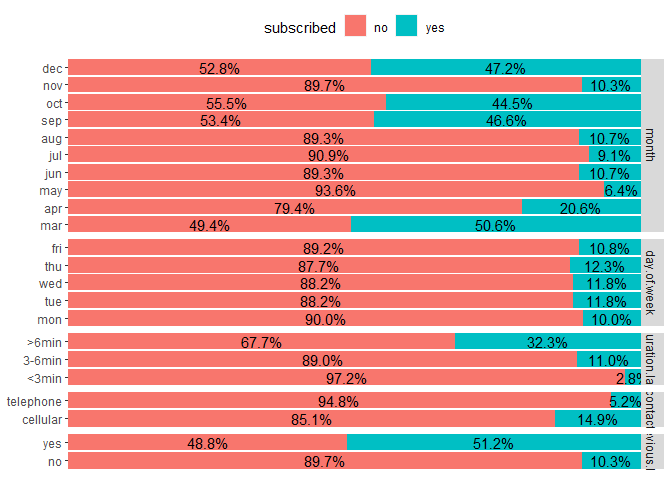 subscribed no yes
dec 52.8% 47.2%
nov 89.7% 10.3%
oct 55.5% 44.5%
sep 53.4% 46.6%
aug 89.3% 10.7%
jul 90.9% 9.1%
jun 89.3% 10.7%
may 93.6% 6.4%
apr 79.4% 20.6%
mar 49.4% 50.6%
month
fri 89.2% 10.8%
thu 87.7% 12.3%
wed 88.2% 11.8%
tue 88.2% 11.8%
mon 90.0% 10.0%
day.of.week
>6min 67.7% 32.3%
3-6min 89.0% 11.0%
<3min 97.2% 2.8%
uration.la
telephone 94.8% 5.2%
cellular 85.1% 14.9%
contact
yes 48.8% 51.2%
no 89.7% 10.3%